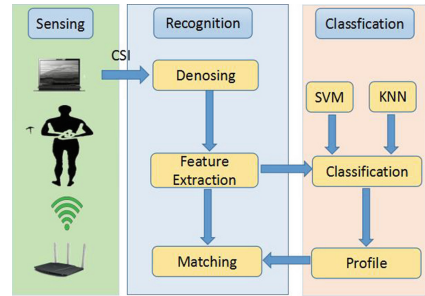 Sensing
Recognition
Classfication
CSI
Denosing
SVM
KNN
Feature
Extraction
Classification
Matching
Profile